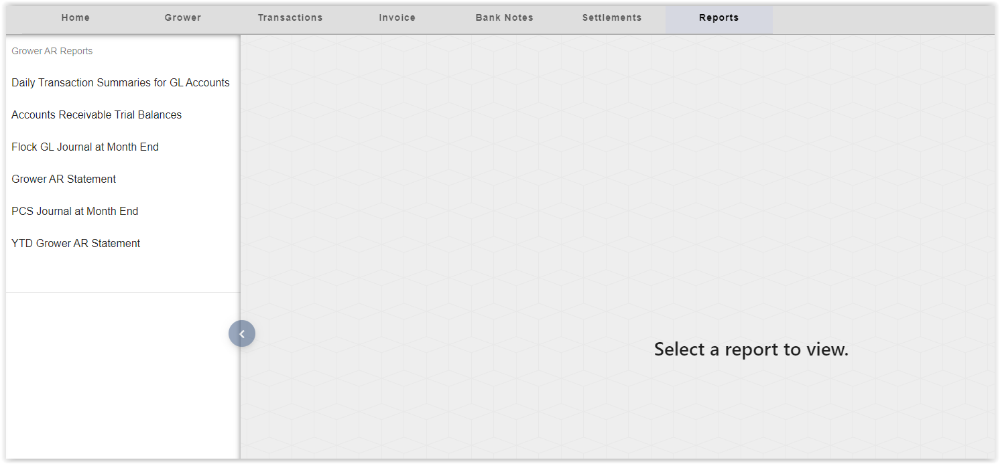 Home Grower Transactions Invoice Bank Notes Settlements Reports
Grower AR Reports
Daily Transaction Summaries for GL Accounts
Accounts Receivable Trial Balances
Flock GL Journal at Month End
Grower AR Statement
PCS Journal at Month End
YTD Grower AR Statement
Select a report to view.